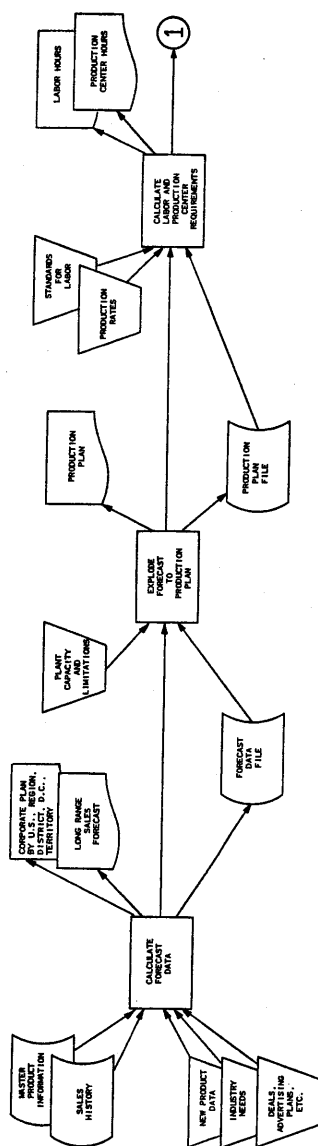 MASTER
PRODUCT
INFORMATION
SALES
HISTORY
NEW PRODUCT
DATA
INDUSTRY
NEEDS
DEALS,
ADVERTISING
PLANS,
ETC.
CALCULATE
FORECAST
DATA
CORPORATE PLAN
BY U.S., REGION,
DISTRICT, D.C.,
TERRITORY
LONG RANGE
SALES
FORECAST
FORECAST
DATA
FILE
PLANT
CAPACITY
AND
LIMITATIONS
EXPLODE
FORECAST
TO
PRODUCTION
PLAN
PRODUCTION
PLAN
PRODUCTION
PLAN
FILE
STANDARDS
FOR
LABOR
PRODUCTION
RATES
CALCULATE
LABOR AND
PRODUCTION
CENTER
REQUIREMENTS
LABOR HOURS
PRODUCTION
CENTER HOURS
1